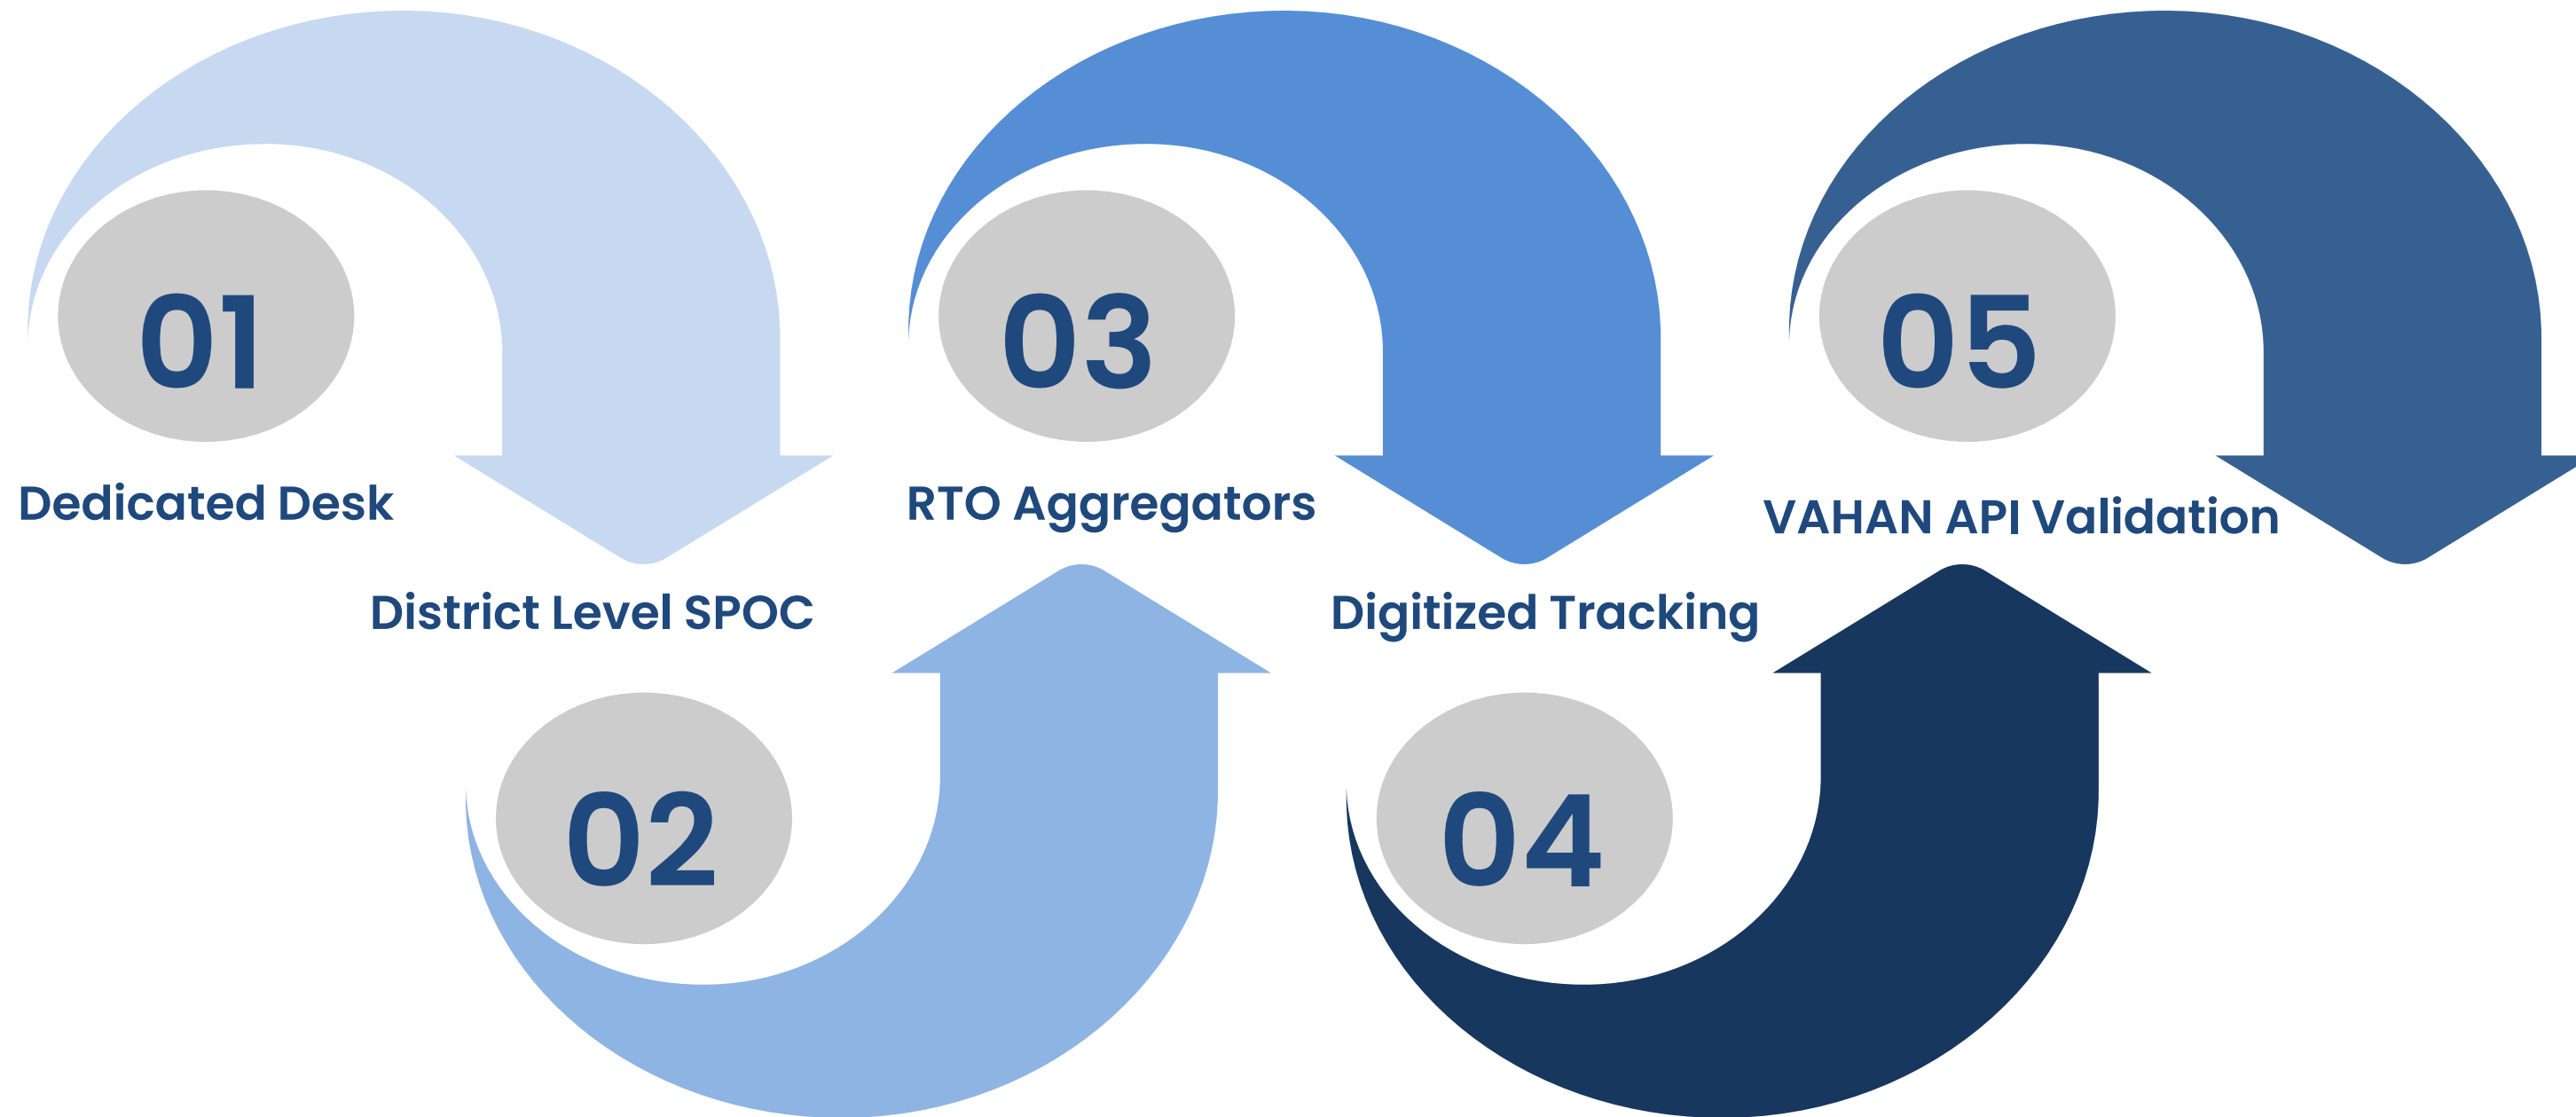 01
Dedicated Desk
02
District Level SPOC
03
RTO Aggregators
04
Digitized Tracking
05
VAHAN API Validation